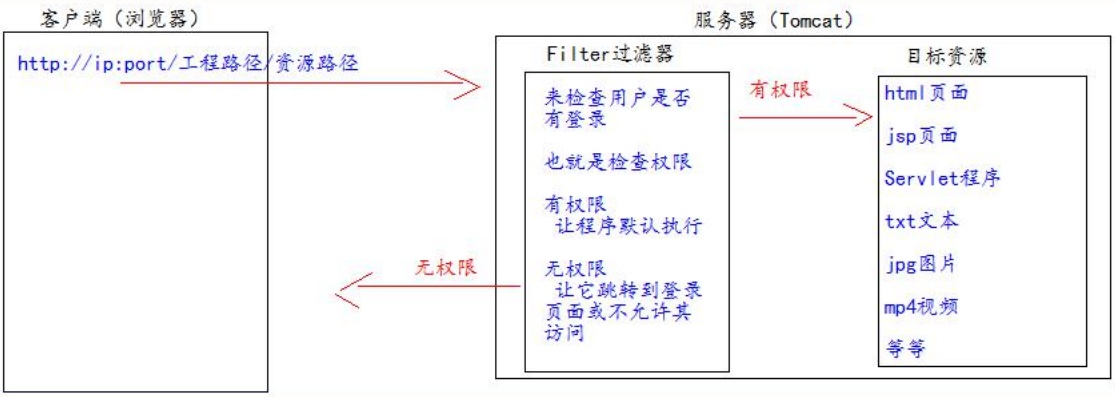 客户端（浏览器）
http://ip:port/工程路径/资源路径
服务器（Tomcat）
Filter过滤器
来检查用户是否
有登录
也就是检查权限
有权限
让程序默认执行
无权限
让它跳转到登录
页面或不允许其
访问
有权限
无权限
目标资源
html页面
jsp页面
Servlet程序
txt文本
jpg图片
mp4视频
等等